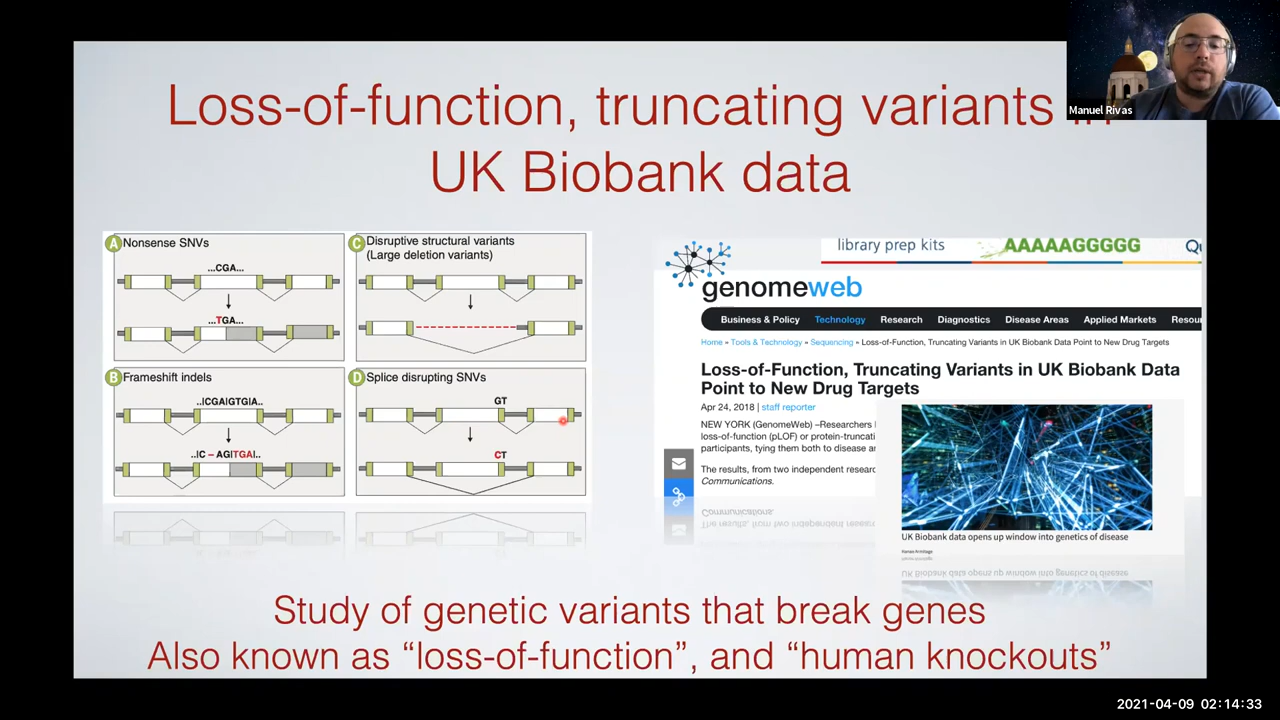 Loss-of-function, truncating variants in
UK Biobank data
Manuel Rivas
A Nonsense SNVs
...CGA...
...TGA...
B Frameshift indels
..ICGAIGTGIA..
..IC – AGITGAI..
C Disruptive structural variants
(Large deletion variants)
D Splice disrupting SNVs
GT
CT
library prep kits
AAAAAGGGGG
genomeweb
Business & Policy Technology Research Diagnostics Disease Areas Applied Markets Resour
Home » Tools & Technology » Sequencing » Loss-of-Function, Truncating Variants in UK Biobank Data Point to New Drug Targets
Loss-of-Function, Truncating Variants in UK Biobank Data
Point to New Drug Targets
Apr 24, 2018 | staff reporter
NEW YORK (GenomeWeb) –Researchers
loss-of-function (pLOF) or protein-truncati
participants, tying them both to disease an
The results, from two independent researc
Communications.
UK Biobank data opens up window into genetics of disease
Hanae Armitage
Study of genetic variants that break genes
Also known as “loss-of-function”, and “human knockouts”
2021-04-09 02:14:33